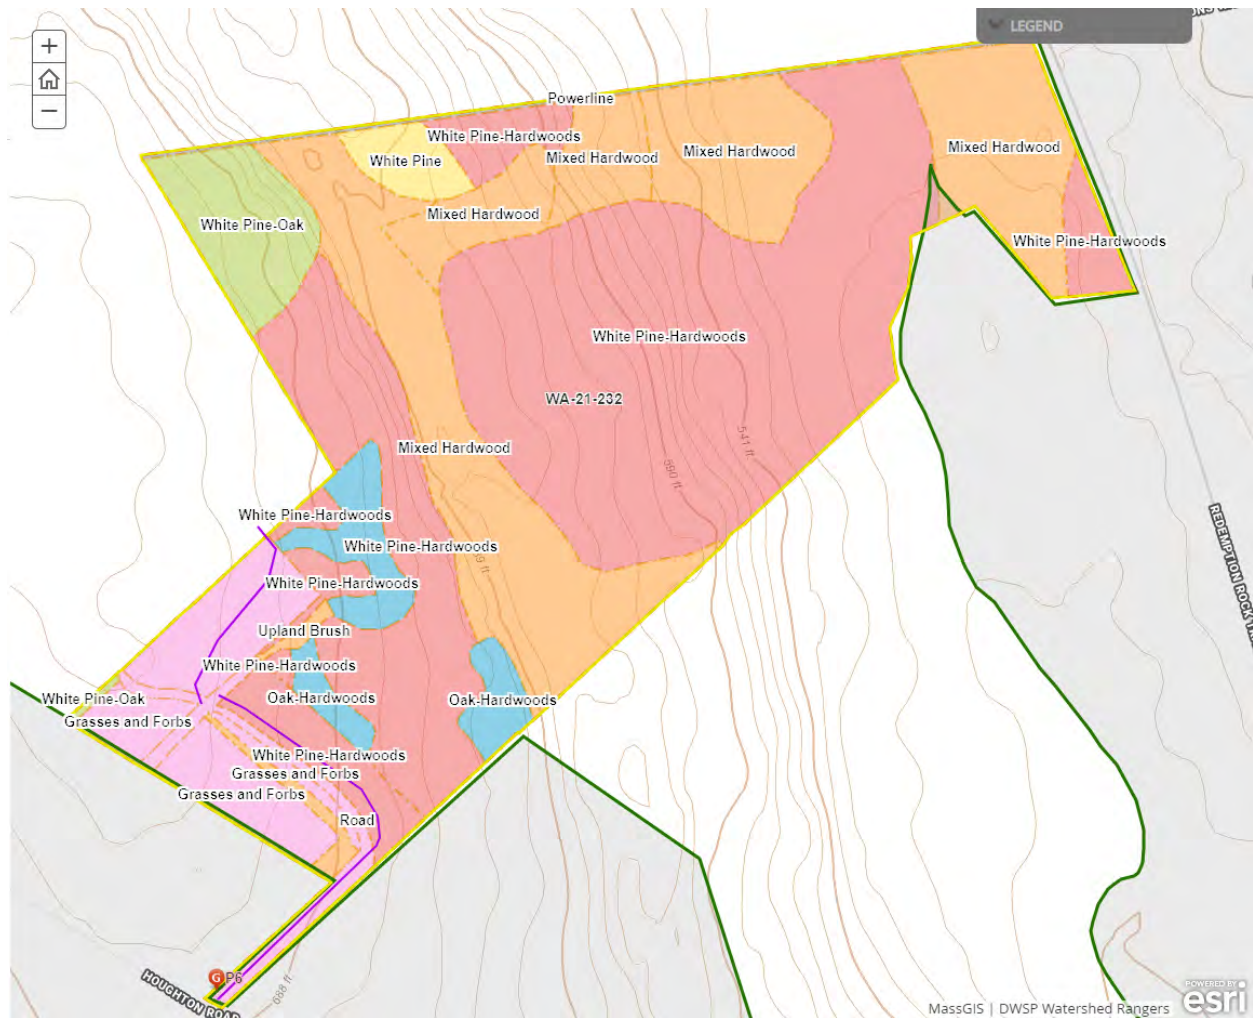 LEGEND
+
−
Powerline
White Pine-Hardwoods
White Pine
Mixed Hardwood
Mixed Hardwood
Mixed Hardwood
Mixed Hardwood
White Pine-Oak
White Pine-Hardwoods
White Pine-Hardwoods
WA-21-232
541 ft
Mixed Hardwood
590 ft
White Pine-Hardwoods
White Pine-Hardwoods
White Pine-Hardwoods
Upland Brush
White Pine-Hardwoods
White Pine-Oak
Oak-Hardwoods
Oak-Hardwoods
Grasses and Forbs
White Pine-Hardwoods
Grasses and Forbs
Grasses and Forbs
Road
G P6
688 ft
HOUGHTON ROAD
REDEMPTION ROCK
MassGIS | DWSP Watershed Rangers
POWERED BY
esri